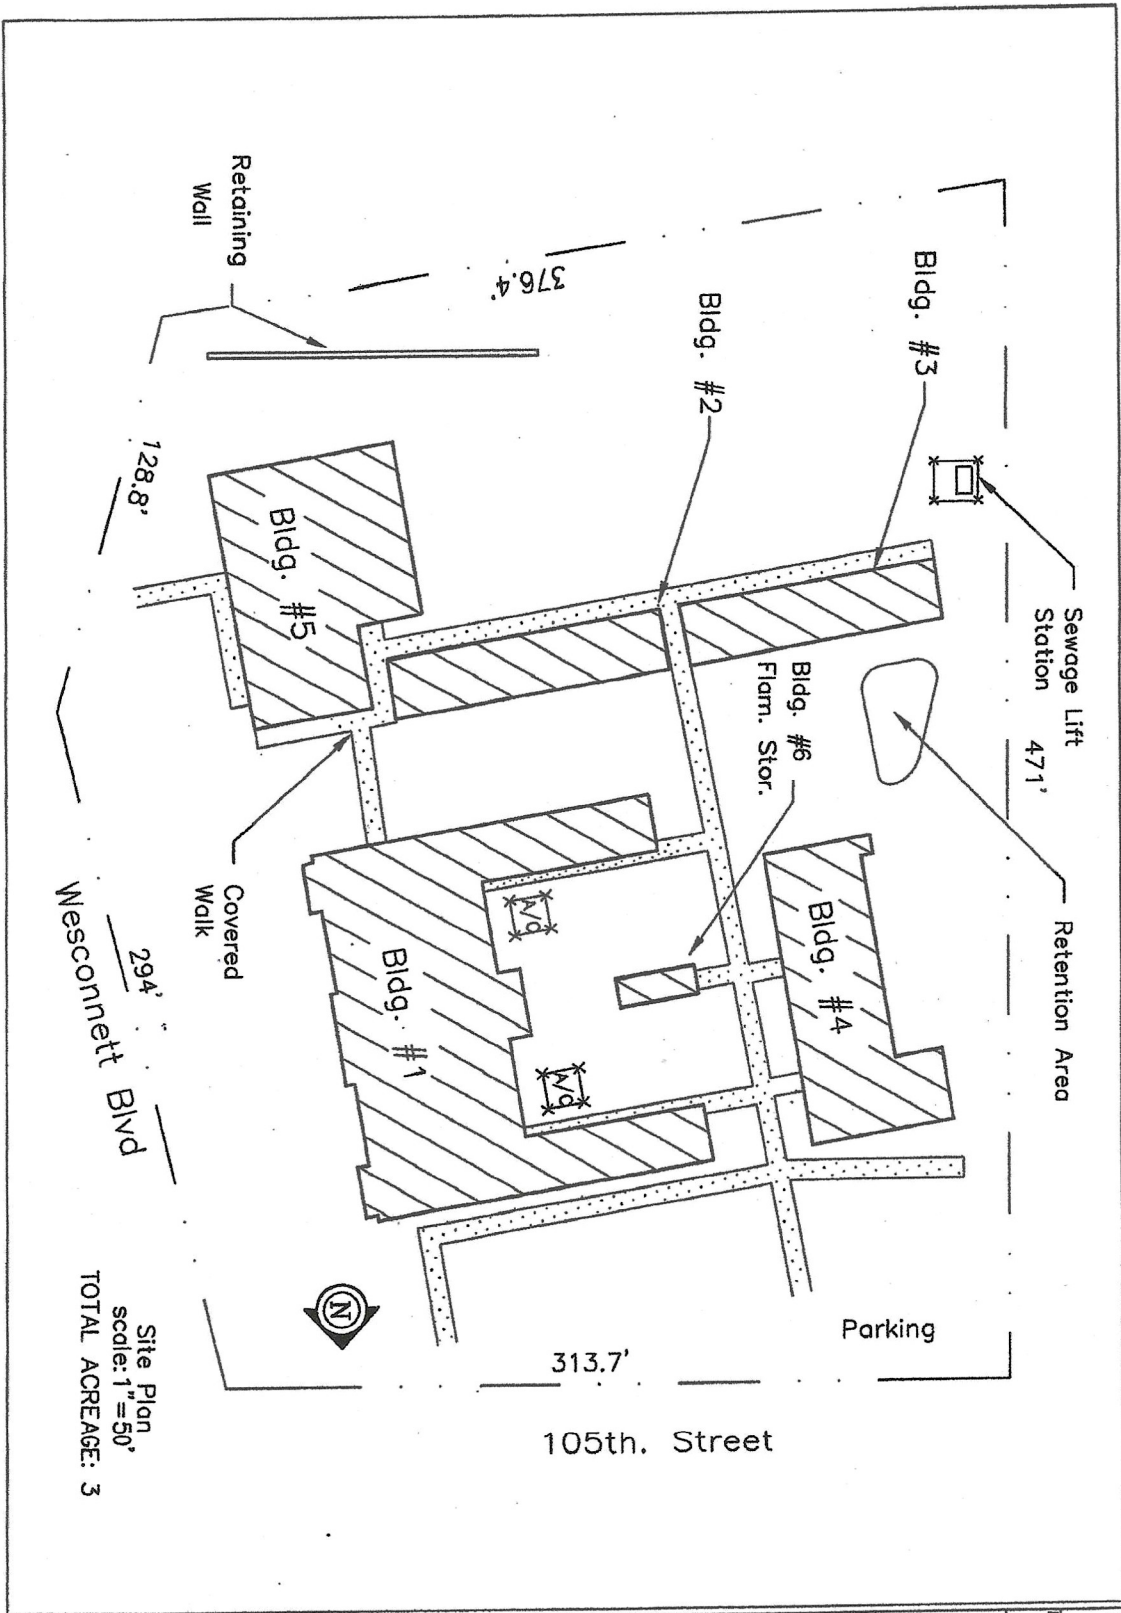 Sewage Lift
Station
471'
Retention Area
Bldg. #3
Bldg. #2
Bldg. #6
Flam. Stor.
Bldg. #4
Parking
376.4'
A/c
A/c
313.7'
105th. Street
Retaining
Wall
Bldg. #5
Bldg. #1
Covered
Walk
128.8'
294'
Wesconnett Blvd
N
Site Plan
scale: 1"=50'
TOTAL ACREAGE: 3